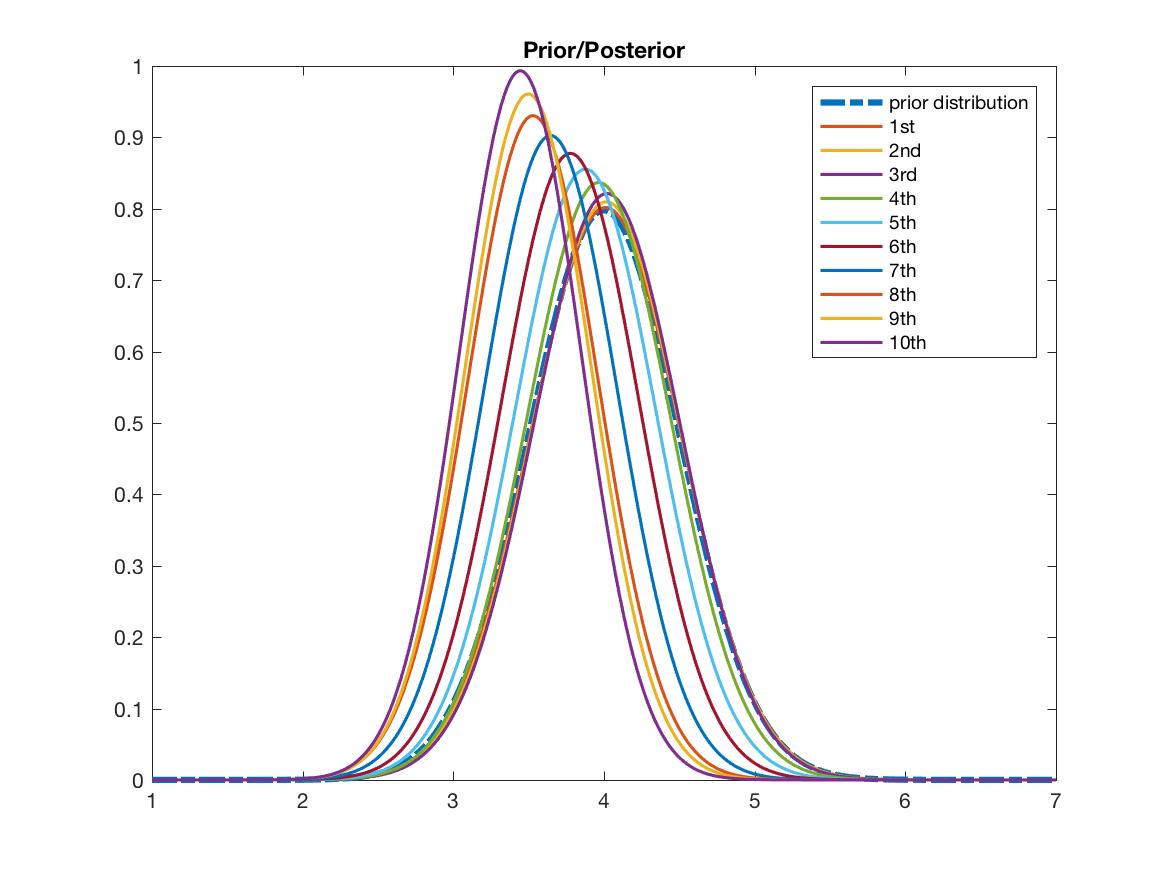 Prior/Posterior
1
0.9
0.8
0.7
0.6
0.5
0.4
0.3
0.2
0.1
0
1 2 3 4 5 6 7
prior distribution
1st
2nd
3rd
4th
5th
6th
7th
8th
9th
10th